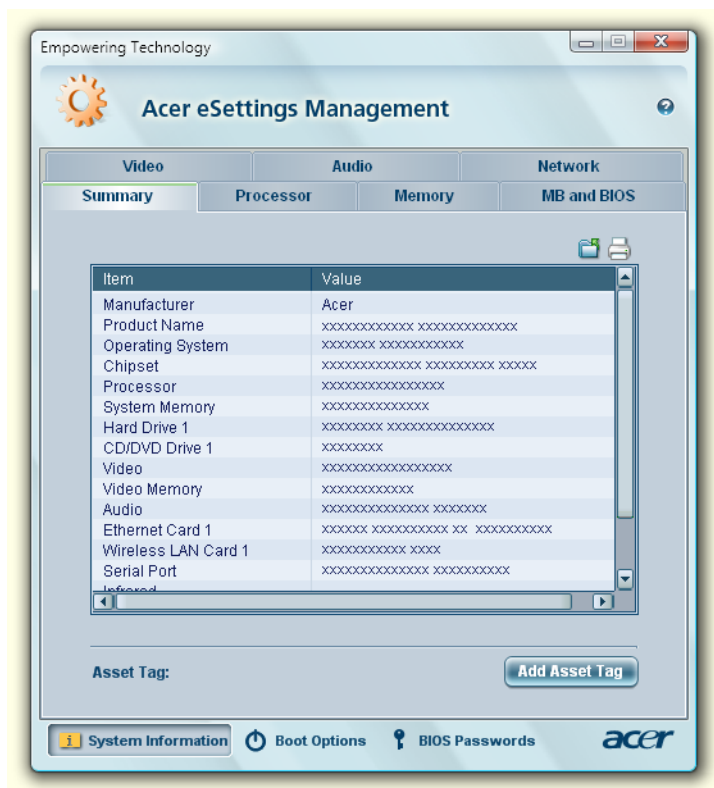 Empowering Technology
Acer eSettings Management
Video Audio Network
Summary Processor Memory MB and BIOS
Item Value
Manufacturer Acer
Product Name xxxxxxxxxxxx xxxxxxxxxxxxx
Operating System xxxxxxx xxxxxxxxxxx
Chipset xxxxxxxxxxxxx xxxxxxxxx xxxxx
Processor xxxxxxxxxxxxxxxx
System Memory xxxxxxxxxxxxxx
Hard Drive 1 xxxxxxxx xxxxxxxxxxxxxx
CD/DVD Drive 1 xxxxxxxx
Video xxxxxxxxxxxxxxxxx
Video Memory xxxxxxxxxxxx
Audio xxxxxxxxxxxxxx xxxxxxx
Ethernet Card 1 xxxxxx xxxxxxxxxx xx xxxxxxxxxx
Wireless LAN Card 1 xxxxxxxxxxx xxxx
Serial Port xxxxxxxxxxxxxx xxxxxxxxxx
Infrared
Asset Tag: Add Asset Tag
System Information Boot Options BIOS Passwords acer